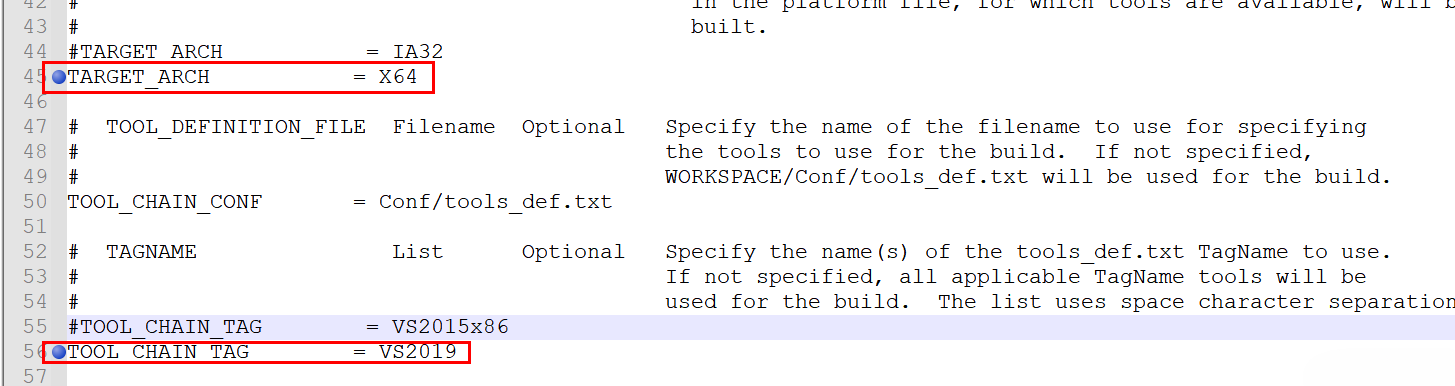 42 # in the platform file, for which tools are available, will b
43 # built.
44 #TARGET_ARCH = IA32
45 TARGET_ARCH = X64
46
47 # TOOL_DEFINITION_FILE Filename Optional Specify the name of the filename to use for specifying
48 # the tools to use for the build. If not specified,
49 # WORKSPACE/Conf/tools_def.txt will be used for the build.
50 TOOL_CHAIN_CONF = Conf/tools_def.txt
51
52 # TAGNAME List Optional Specify the name(s) of the tools_def.txt TagName to use.
53 # If not specified, all applicable TagName tools will be
54 # used for the build. The list uses space character separation
55 #TOOL_CHAIN_TAG = VS2015x86
56 TOOL_CHAIN_TAG = VS2019
57